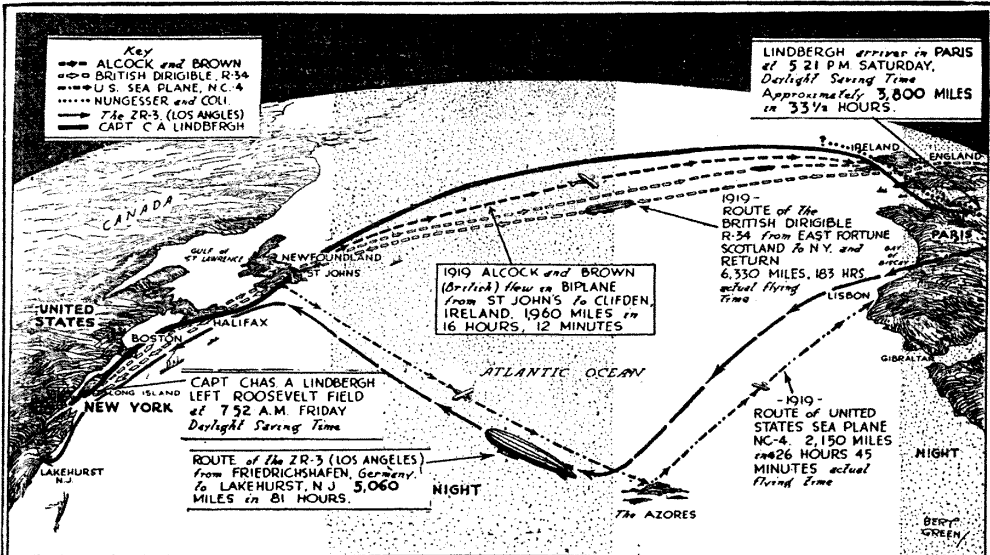 Key
ALCOCK and BROWN
BRITISH DIRIGIBLE, R-34
U.S. SEA PLANE, NC-4
NUNGESSER and COLI.
The ZR-3. (LOS ANGLES)
CAPT C A LINDBERGH
LINDBERGH arrives in PARIS
at 5 21 P.M. SATURDAY,
Daylight Saving Time
Approximately 3,800 MILES
in 33 1/2 HOURS.
IRELAND
ENGLAND
CANADA
GULF of
ST LAWRENCE
NEWFOUNDLAND
ST JOHNS
1919-
ROUTE of the
BRITISH DIRIGIBLE
R-34 from EAST FORTUNE
SCOTLAND to N.Y. and
RETURN
6,330 MILES, 183 HRS.
actual Flying
Time
PARIS
BAY
of
BISCAY
1919 ALCOCK and BROWN
(British) flew in BIPLANE
from ST JOHN'S to CLIFDEN,
IRELAND. 1,960 MILES in
16 HOURS, 12 MINUTES
LISBON
UNITED
STATES
HALIFAX
BOSTON
GIBRALTAR
LONG ISLAND
NEW YORK
CAPT CHAS. A LINDBERGH
LEFT ROOSEVELT FIELD
at 7 52 A.M. FRIDAY
Daylight Saving Time
ATLANTIC OCEAN
-1919-
ROUTE of UNITED
STATES SEA PLANE
NC-4. 2,150 MILES
in 26 HOURS 45
MINUTES actual
Flying Time
LAKEHURST
N.J.
ROUTE of the ZR-3 (LOS ANGELES)
from FRIEDRICHSHAFEN, Germany.
to LAKEHURST, N.J 5,060
MILES in 81 HOURS.
NIGHT
NIGHT
The AZORES
BERT
GREEN/